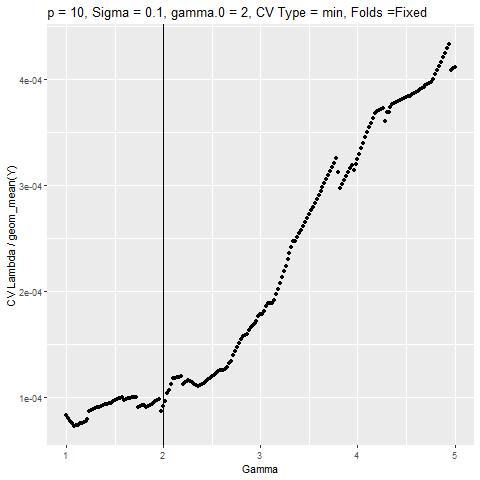 p = 10, Sigma = 0.1, gamma.0 = 2, CV Type = min, Folds =Fixed
CV Lambda / geom_mean(Y)
4e-04
3e-04
2e-04
1e-04
1 2 3 4 5
Gamma